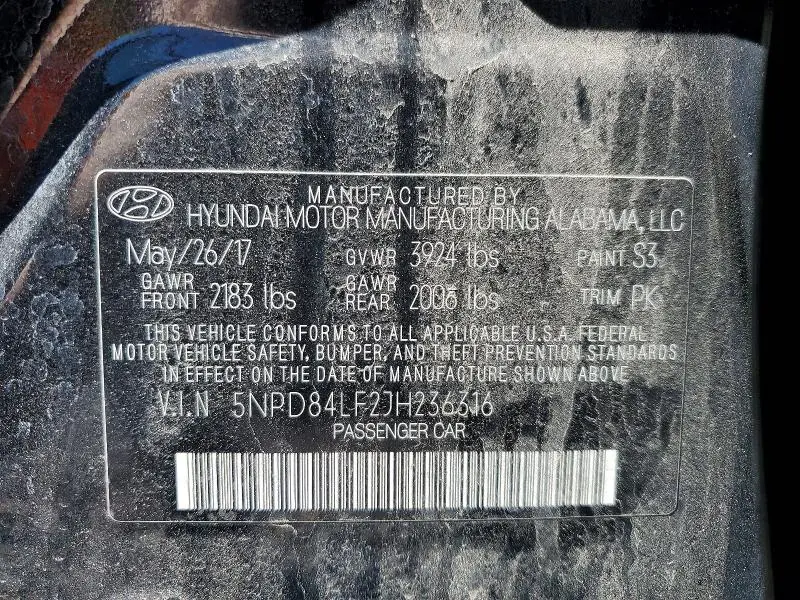 MANUFACTURED BY
HYUNDAI MOTOR MANUFACTURING ALABAMA, LLC
May/26/17 GVWR 3924 lbs PAINT S3
GAWR FRONT 2183 lbs GAWR REAR lbs TRIM PK
THIS VEHICLE CONFORMS TO ALL APPLICABLE U.S.A. FEDERAL
MOTOR VEHICLE SAFETY, BUMPER, AND THEFT PREVENTION STANDARDS
IN EFFECT ON THE DATE OF MANUFACTURE SHOWN ABOVE
V.I.N 5NPD84LF2JH236316
PASSENGER CAR